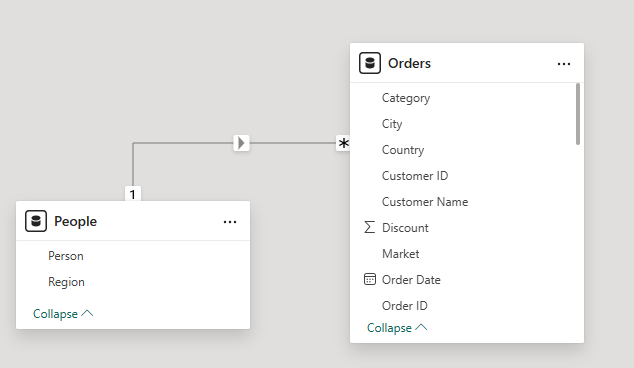 Orders
Category
City
Country
Customer ID
Customer Name
Discount
Market
Order Date
Order ID
Collapse
1
*
People
Person
Region
Collapse